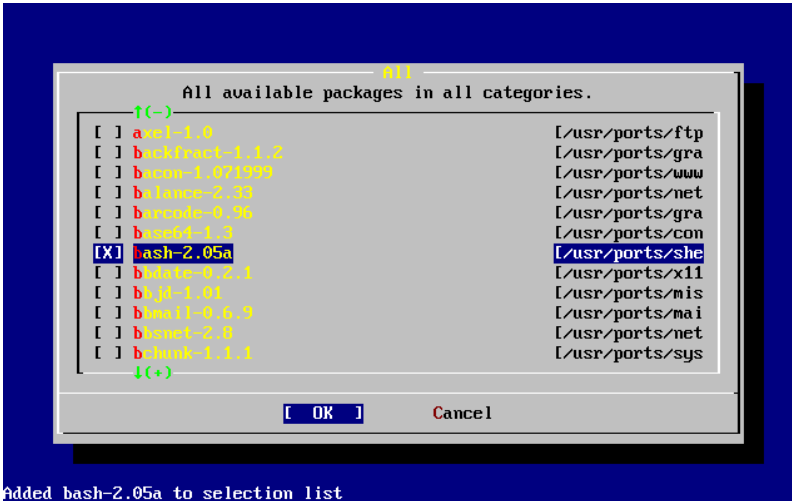 All
All available packages in all categories.
↑(-)
[ ] axel-1.0 [/usr/ports/ftp
[ ] backfract-1.1.2 [/usr/ports/gra
[ ] bacon-1.071999 [/usr/ports/www
[ ] balance-2.33 [/usr/ports/net
[ ] barcode-0.96 [/usr/ports/gra
[ ] base64-1.3 [/usr/ports/con
[X] bash-2.05a [/usr/ports/she
[ ] bbdate-0.2.1 [/usr/ports/x11
[ ] bbjd-1.01 [/usr/ports/mis
[ ] bbmail-0.6.9 [/usr/ports/mai
[ ] bbsnet-2.8 [/usr/ports/net
[ ] bchunk-1.1.1 [/usr/ports/sys
↓(+)
[ OK ] Cancel
Added bash-2.05a to selection list